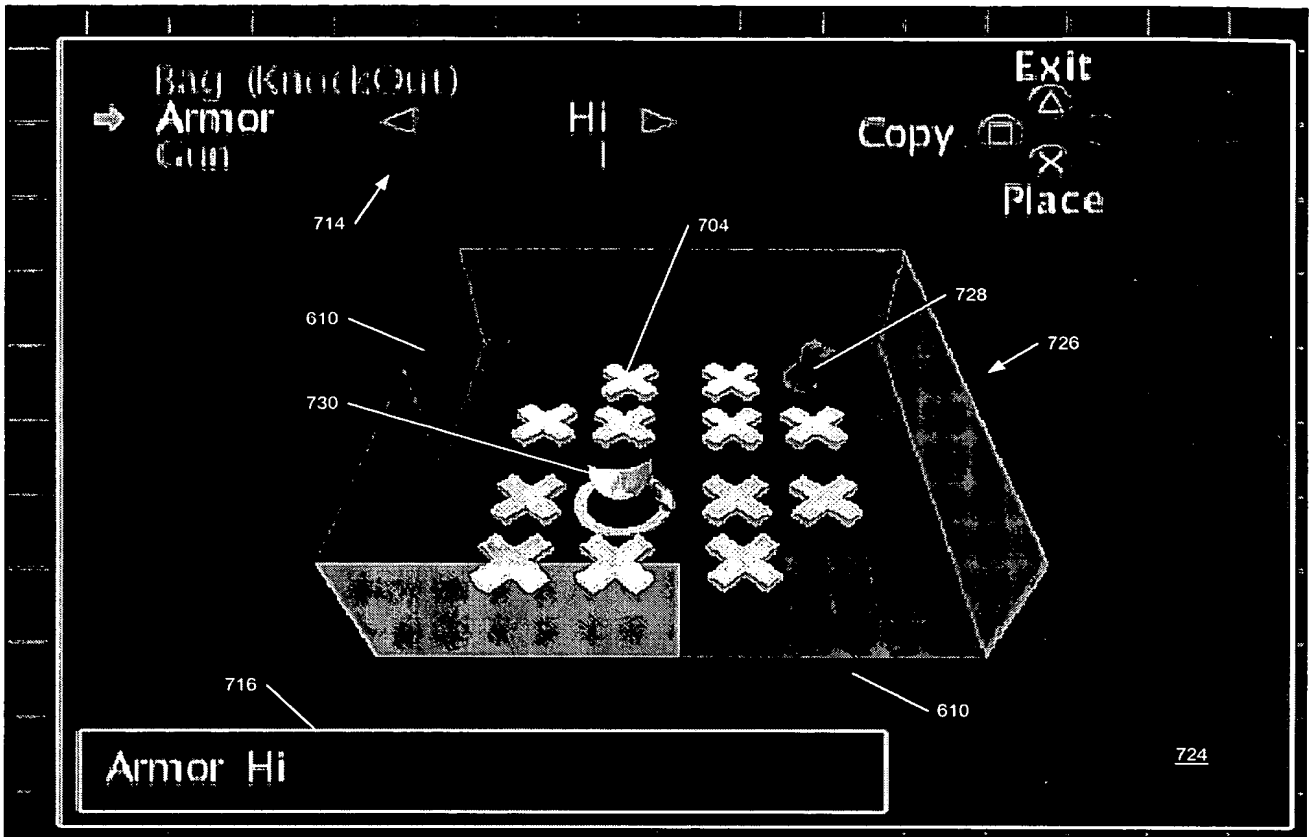 Exit
Bag (KnockOut)
Armor Hi
Copy
Gun
Place
714
704
728
610
726
730
716
610
724
Armor Hi